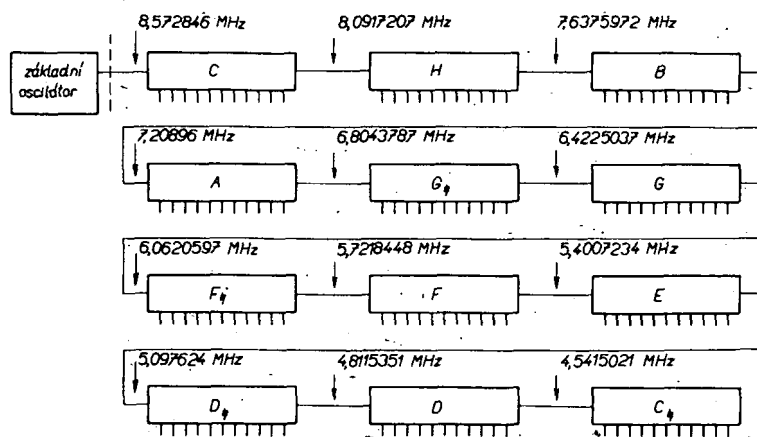 8,572846 MHz 8,0917207 MHz 7,6375972 MHz
základní
oscilátor
C H B
7,20896 MHz 6,8043787 MHz 6,4225037 MHz
A G# G
6,0620597 MHz 5,7218448 MHz 5,4007234 MHz
F# F E
5,097624 MHz 4,8115351 MHz 4,5415021 MHz
D# D C#